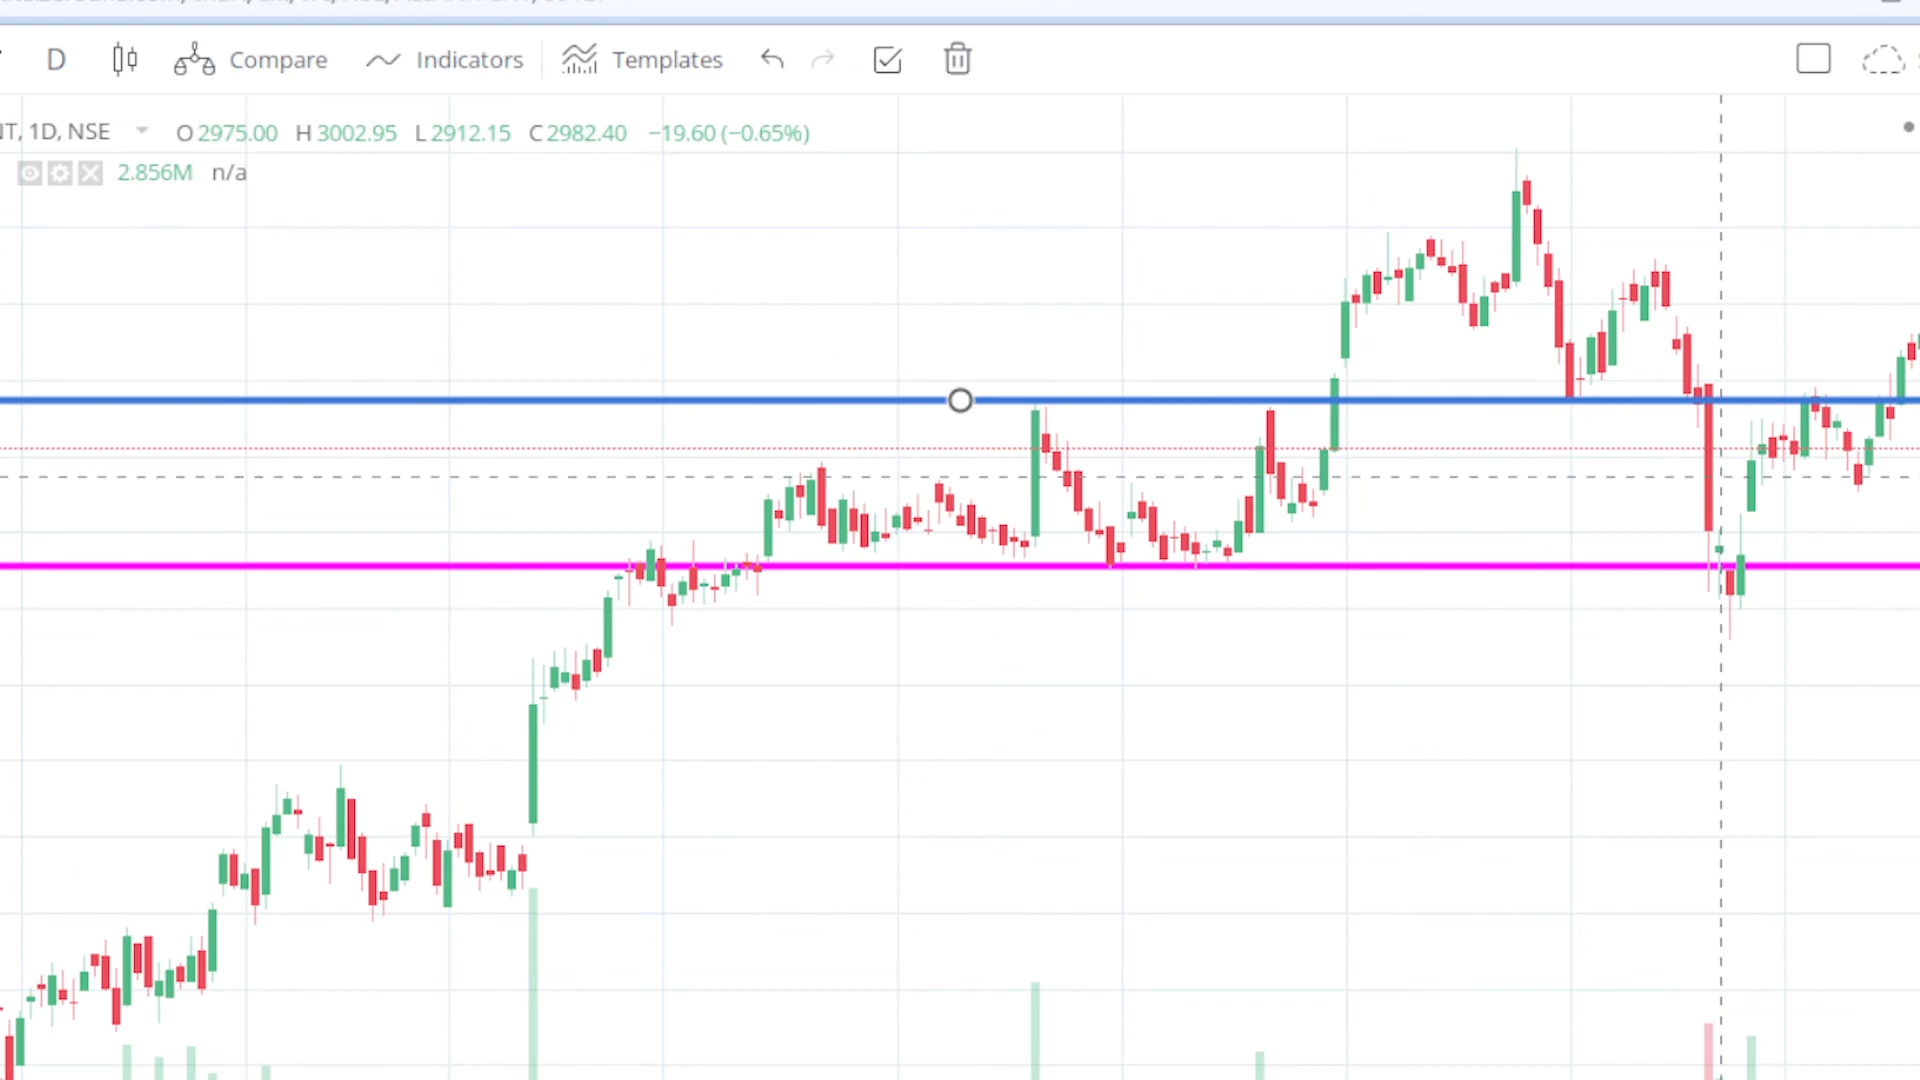 D Compare Indicators Templates
NT, 1D, NSE O 2975.00 H 3002.95 L 2912.15 C 2982.40 −19.60 (−0.65%)
2.856M n/a